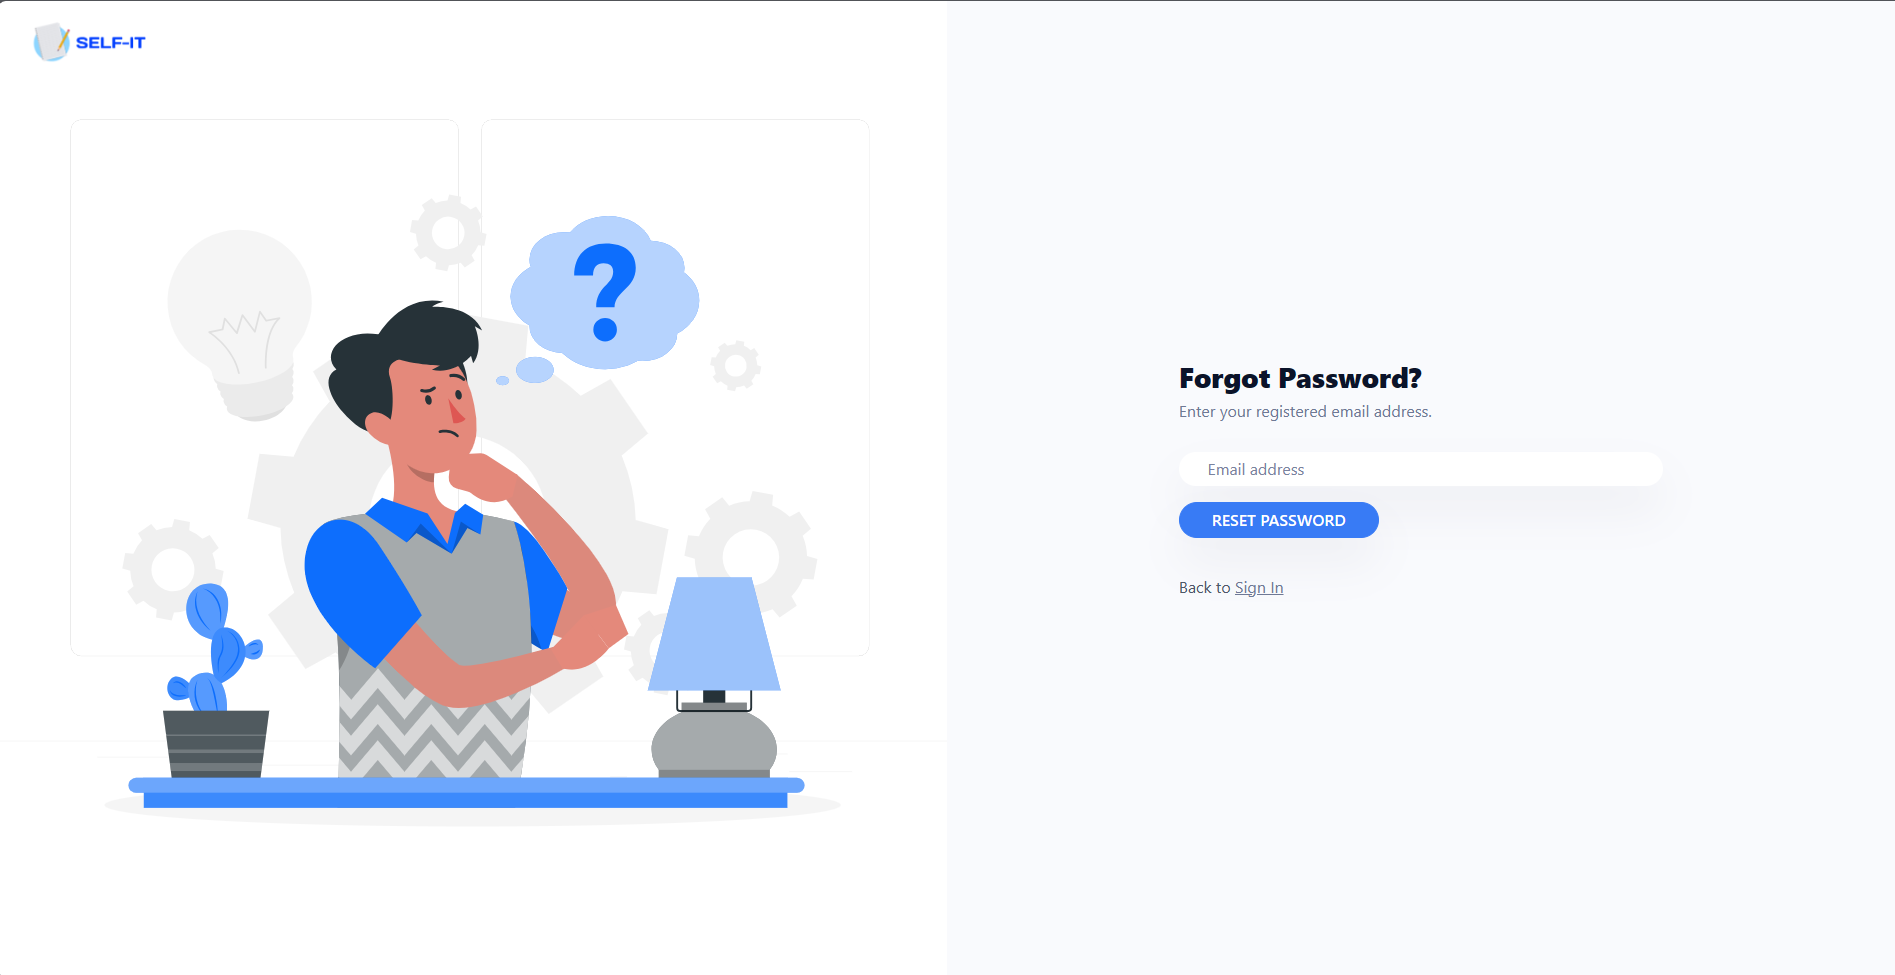 SELF-IT
?
Forgot Password?
Enter your registered email address.
Email address
RESET PASSWORD
Back to Sign In